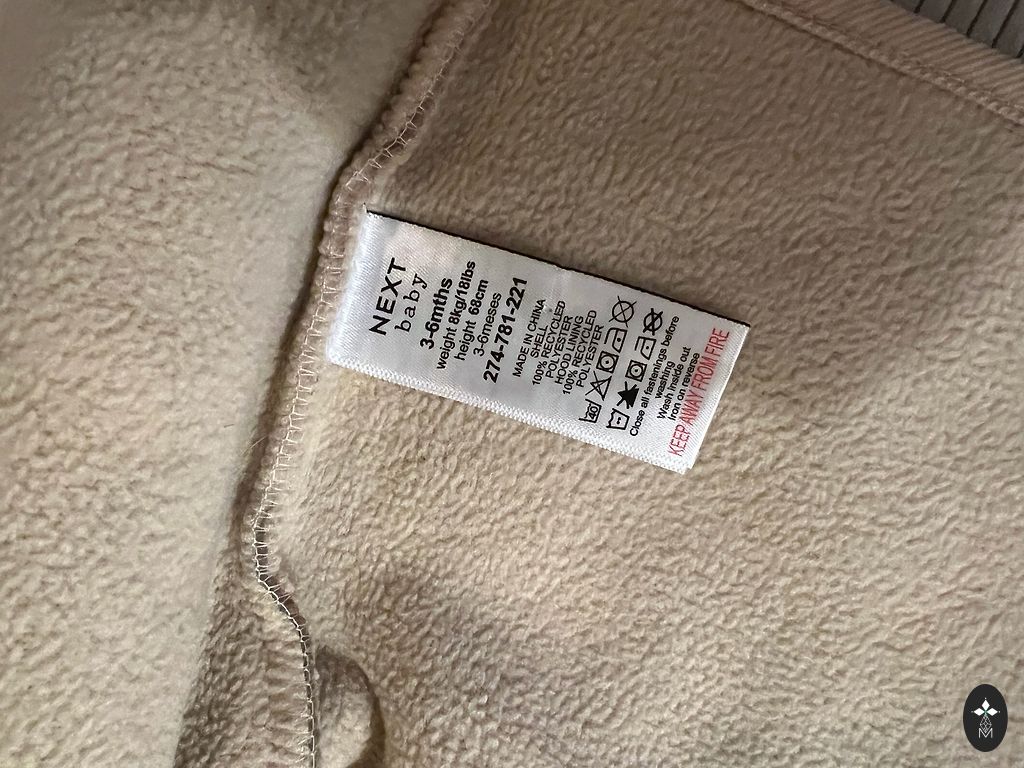 NEXT
baby
3-6mths
weight 8kg/18lbs
height 68cm
3-6meses
274-781-221
MADE IN CHINA
SHELL
100% RECYCLED
POLYESTER
HOOD LINING
100% RECYCLED
POLYESTER
40
Close all fastenings before
washing
Wash inside out
Iron on reverse
KEEP AWAY FROM FIRE
M